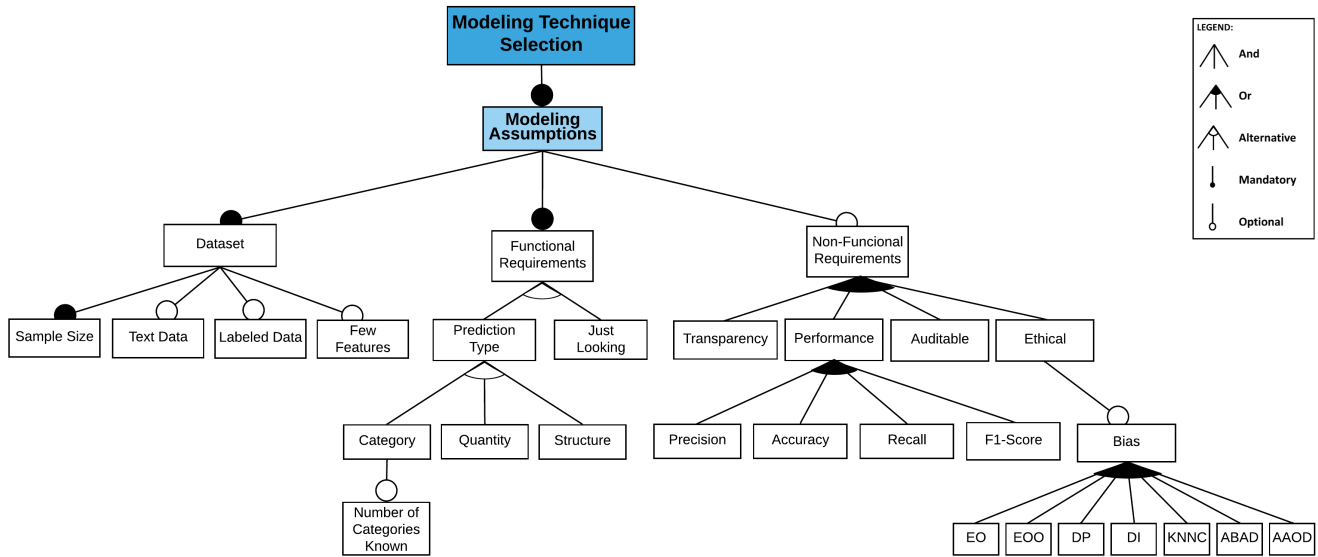 Modeling Technique
Selection
LEGEND:
And
Or
Alternative
Mandatory
Optional
Modeling
Assumptions
Dataset
Functional
Requirements
Non-Funcional
Requirements
Sample Size
Text Data
Labeled Data
Few
Features
Prediction
Type
Just
Looking
Transparency
Performance
Auditable
Ethical
Category
Quantity
Structure
Precision
Accuracy
Recall
F1-Score
Bias
Number of
Categories
Known
EO
EOO
DP
DI
KNNC
ABAD
AAOD